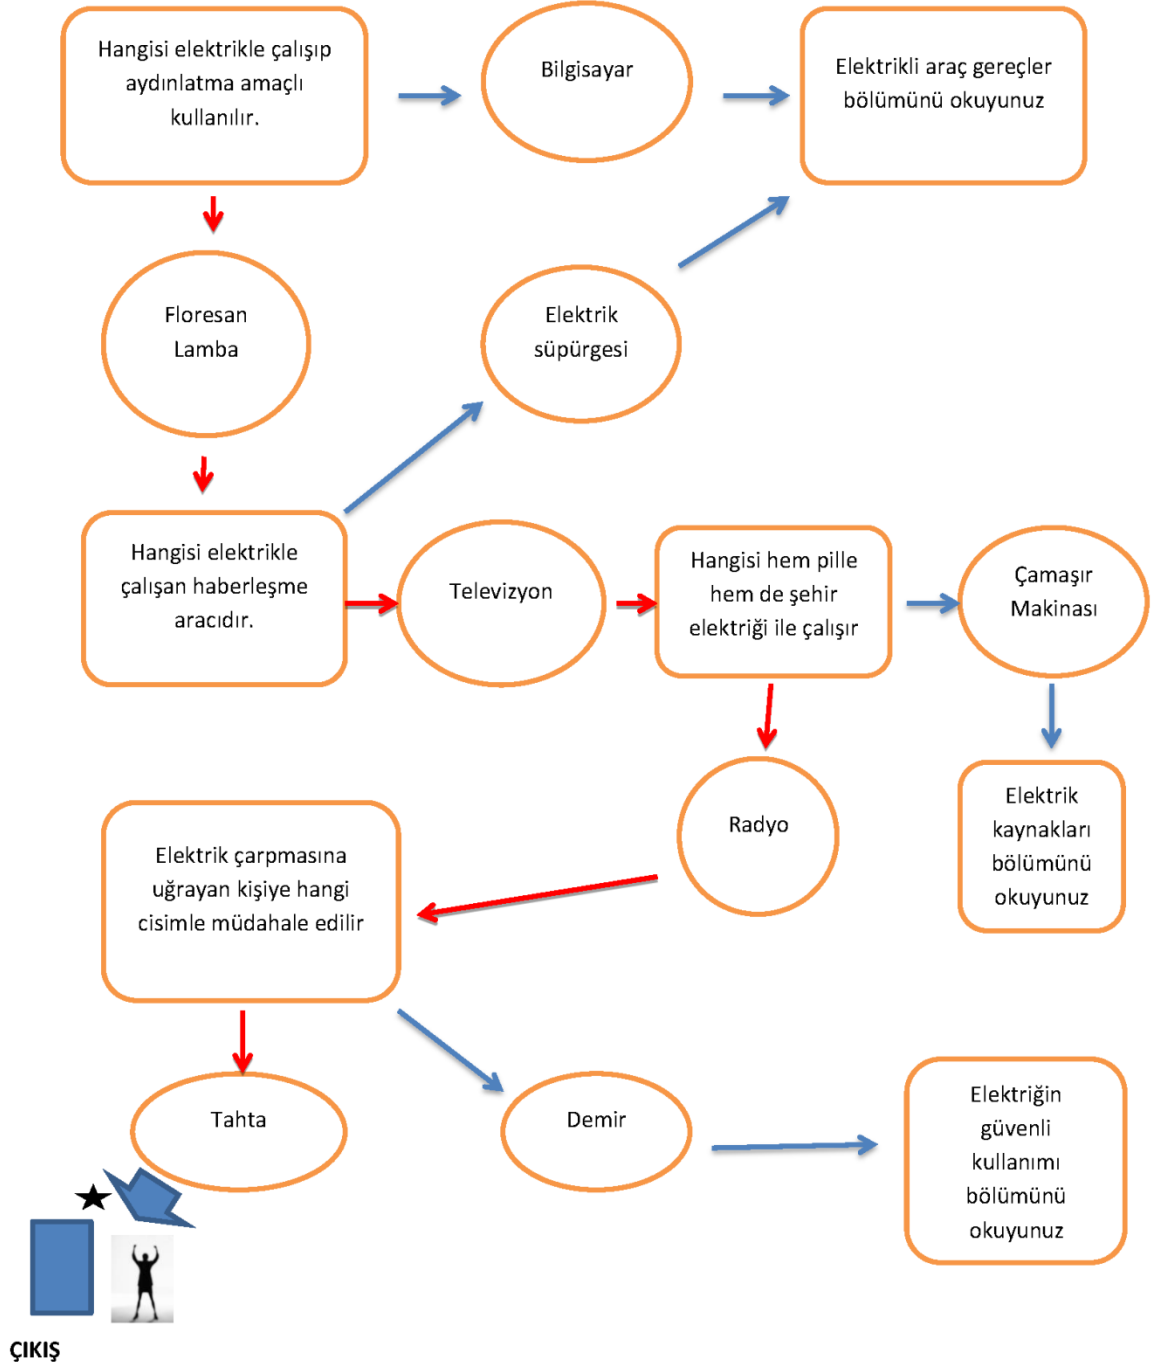 Hangisi elektrikle çalışıp
aydınlatma amaçlı
kullanılır.
Bilgisayar
Elektrikli araç gereçler
bölümünü okuyunuz
Floresan
Lamba
Elektrik
süpürgesi
Hangisi elektrikle
çalışan haberleşme
aracıdır.
Televizyon
Hangisi hem pille
hem de şehir
elektriği ile çalışır
Çamaşır
Makinası
Radyo
Elektrik
kaynakları
bölümünü
okuyunuz
Elektrik çarpmasına
uğrayan kişiye hangi
cisimle müdahale edilir
Tahta
Demir
Elektriğin
güvenli
kullanımı
bölümünü
okuyunuz
ÇIKIŞ